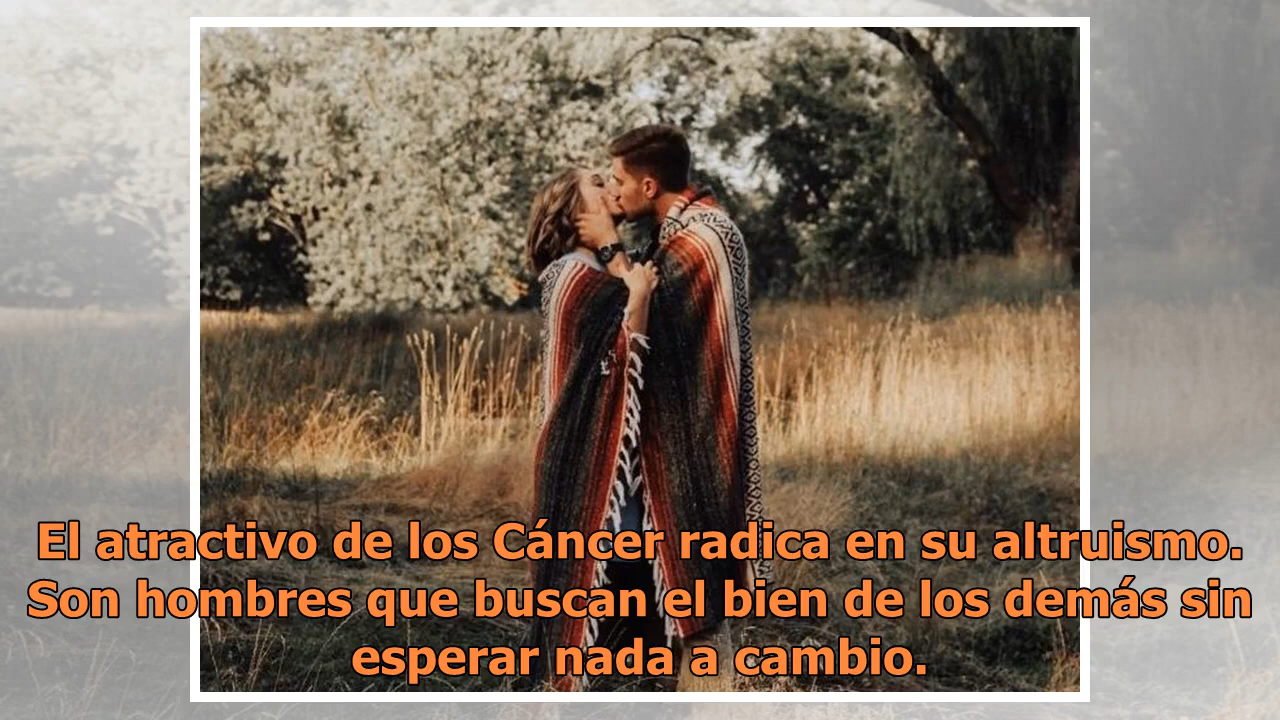 El atractivo de los Cáncer radica en su altruismo.
Son hombres que buscan el bien de los demás sin
esperar nada a cambio.